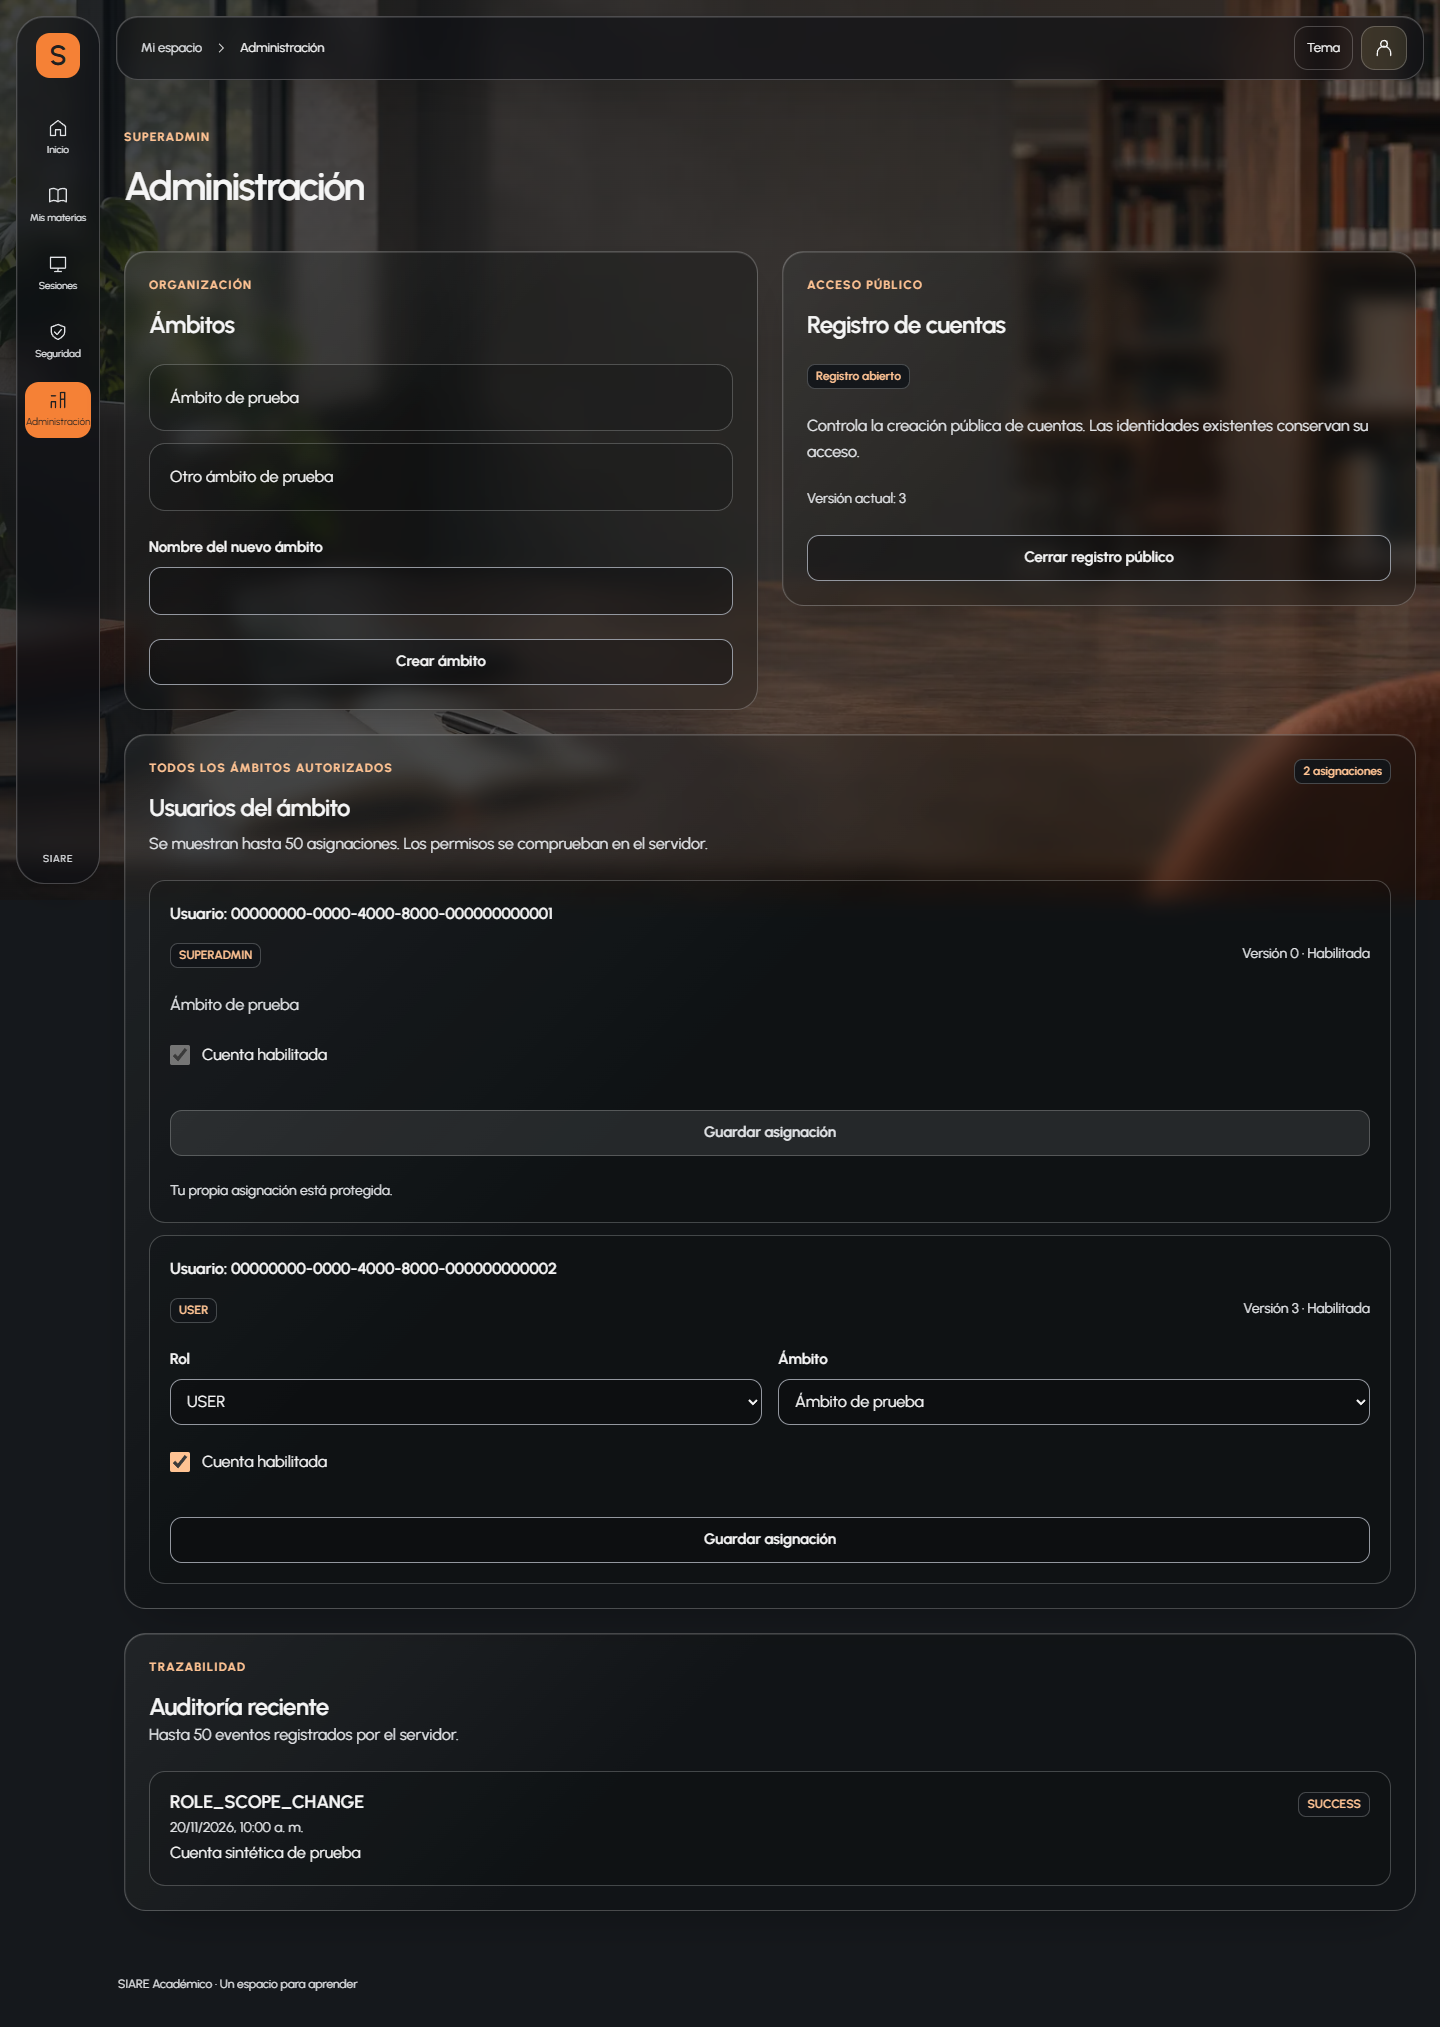 S
Inicio
Mis materias
Sesiones
Seguridad
Administración
SIARE
Mi espacio > Administración
Tema
SUPERADMIN
Administración
ORGANIZACIÓN
Ámbitos
Ámbito de prueba
Otro ámbito de prueba
Nombre del nuevo ámbito
Crear ámbito
ACCESO PÚBLICO
Registro de cuentas
Registro abierto
Controla la creación pública de cuentas. Las identidades existentes conservan su
acceso.
Versión actual: 3
Cerrar registro público
TODOS LOS ÁMBITOS AUTORIZADOS
2 asignaciones
Usuarios del ámbito
Se muestran hasta 50 asignaciones. Los permisos se comprueban en el servidor.
Usuario: 00000000-0000-4000-8000-000000000001
SUPERADMIN
Versión 0 · Habilitada
Ámbito de prueba
Cuenta habilitada
Guardar asignación
Tu propia asignación está protegida.
Usuario: 00000000-0000-4000-8000-000000000002
USER
Versión 3 · Habilitada
Rol
Ámbito
USER
Ámbito de prueba
Cuenta habilitada
Guardar asignación
TRAZABILIDAD
Auditoría reciente
Hasta 50 eventos registrados por el servidor.
ROLE_SCOPE_CHANGE
SUCCESS
20/11/2026, 10:00 a. m.
Cuenta sintética de prueba
SIARE Académico · Un espacio para aprender